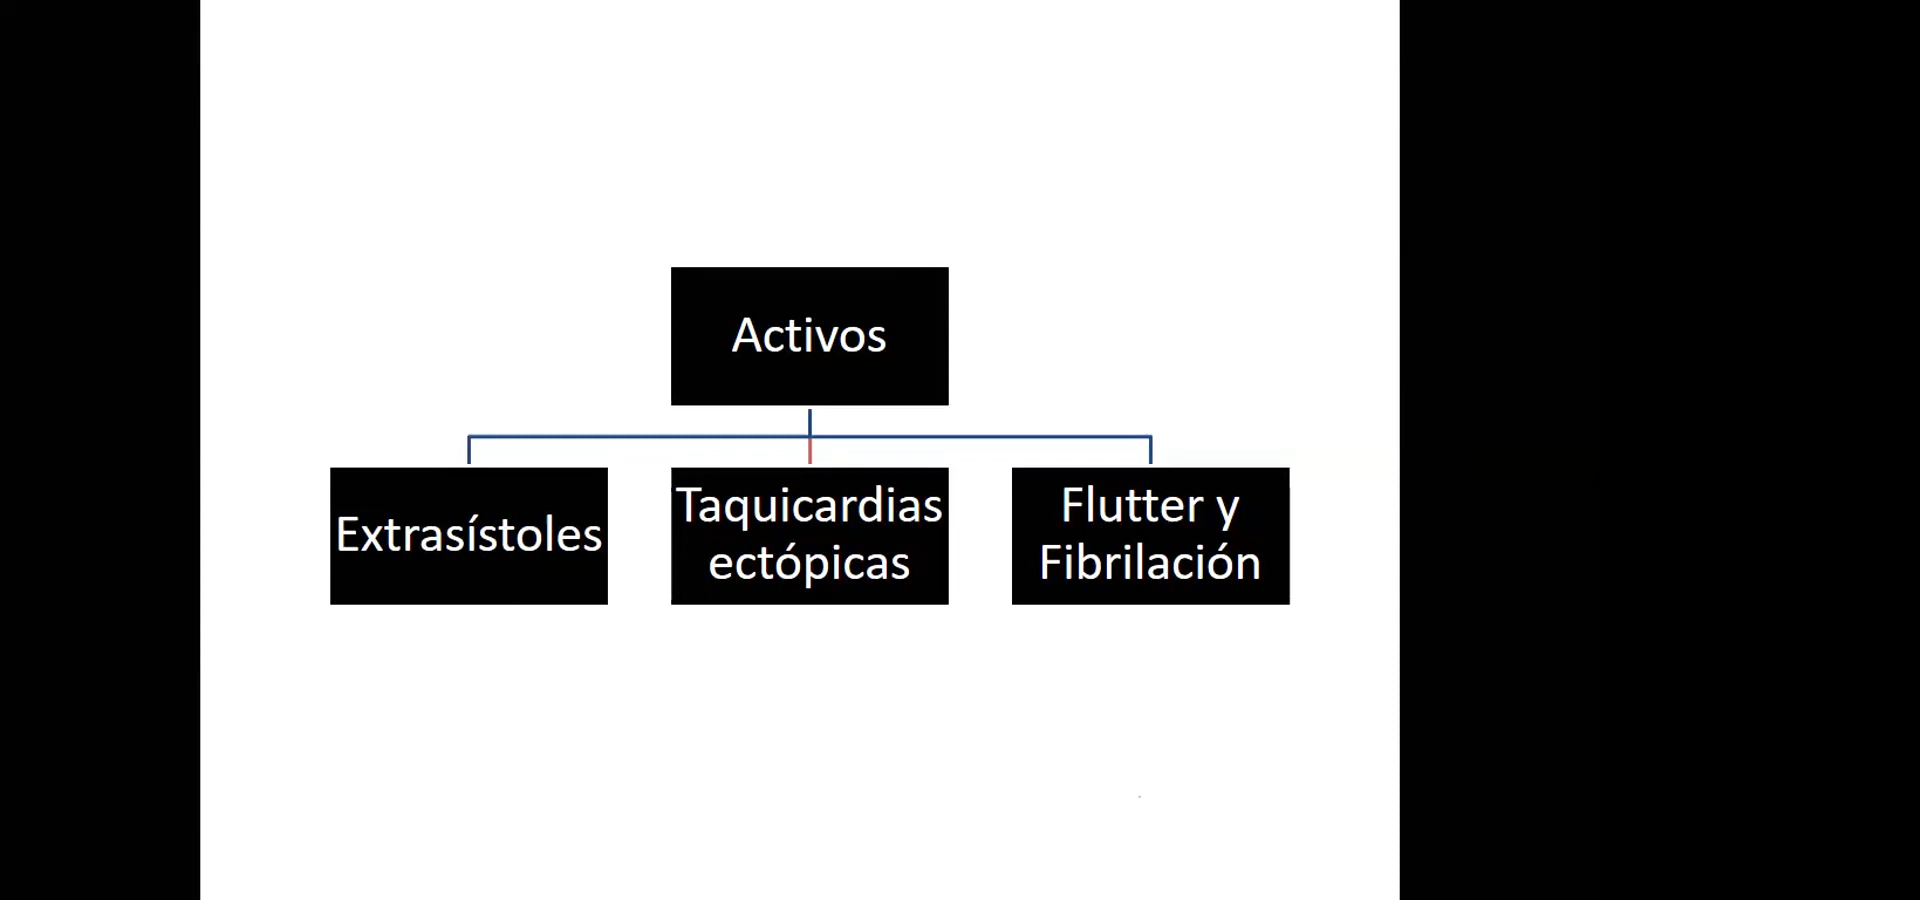 Activos
Extrasístoles
Taquicardias
ectópicas
Flutter y
Fibrilación